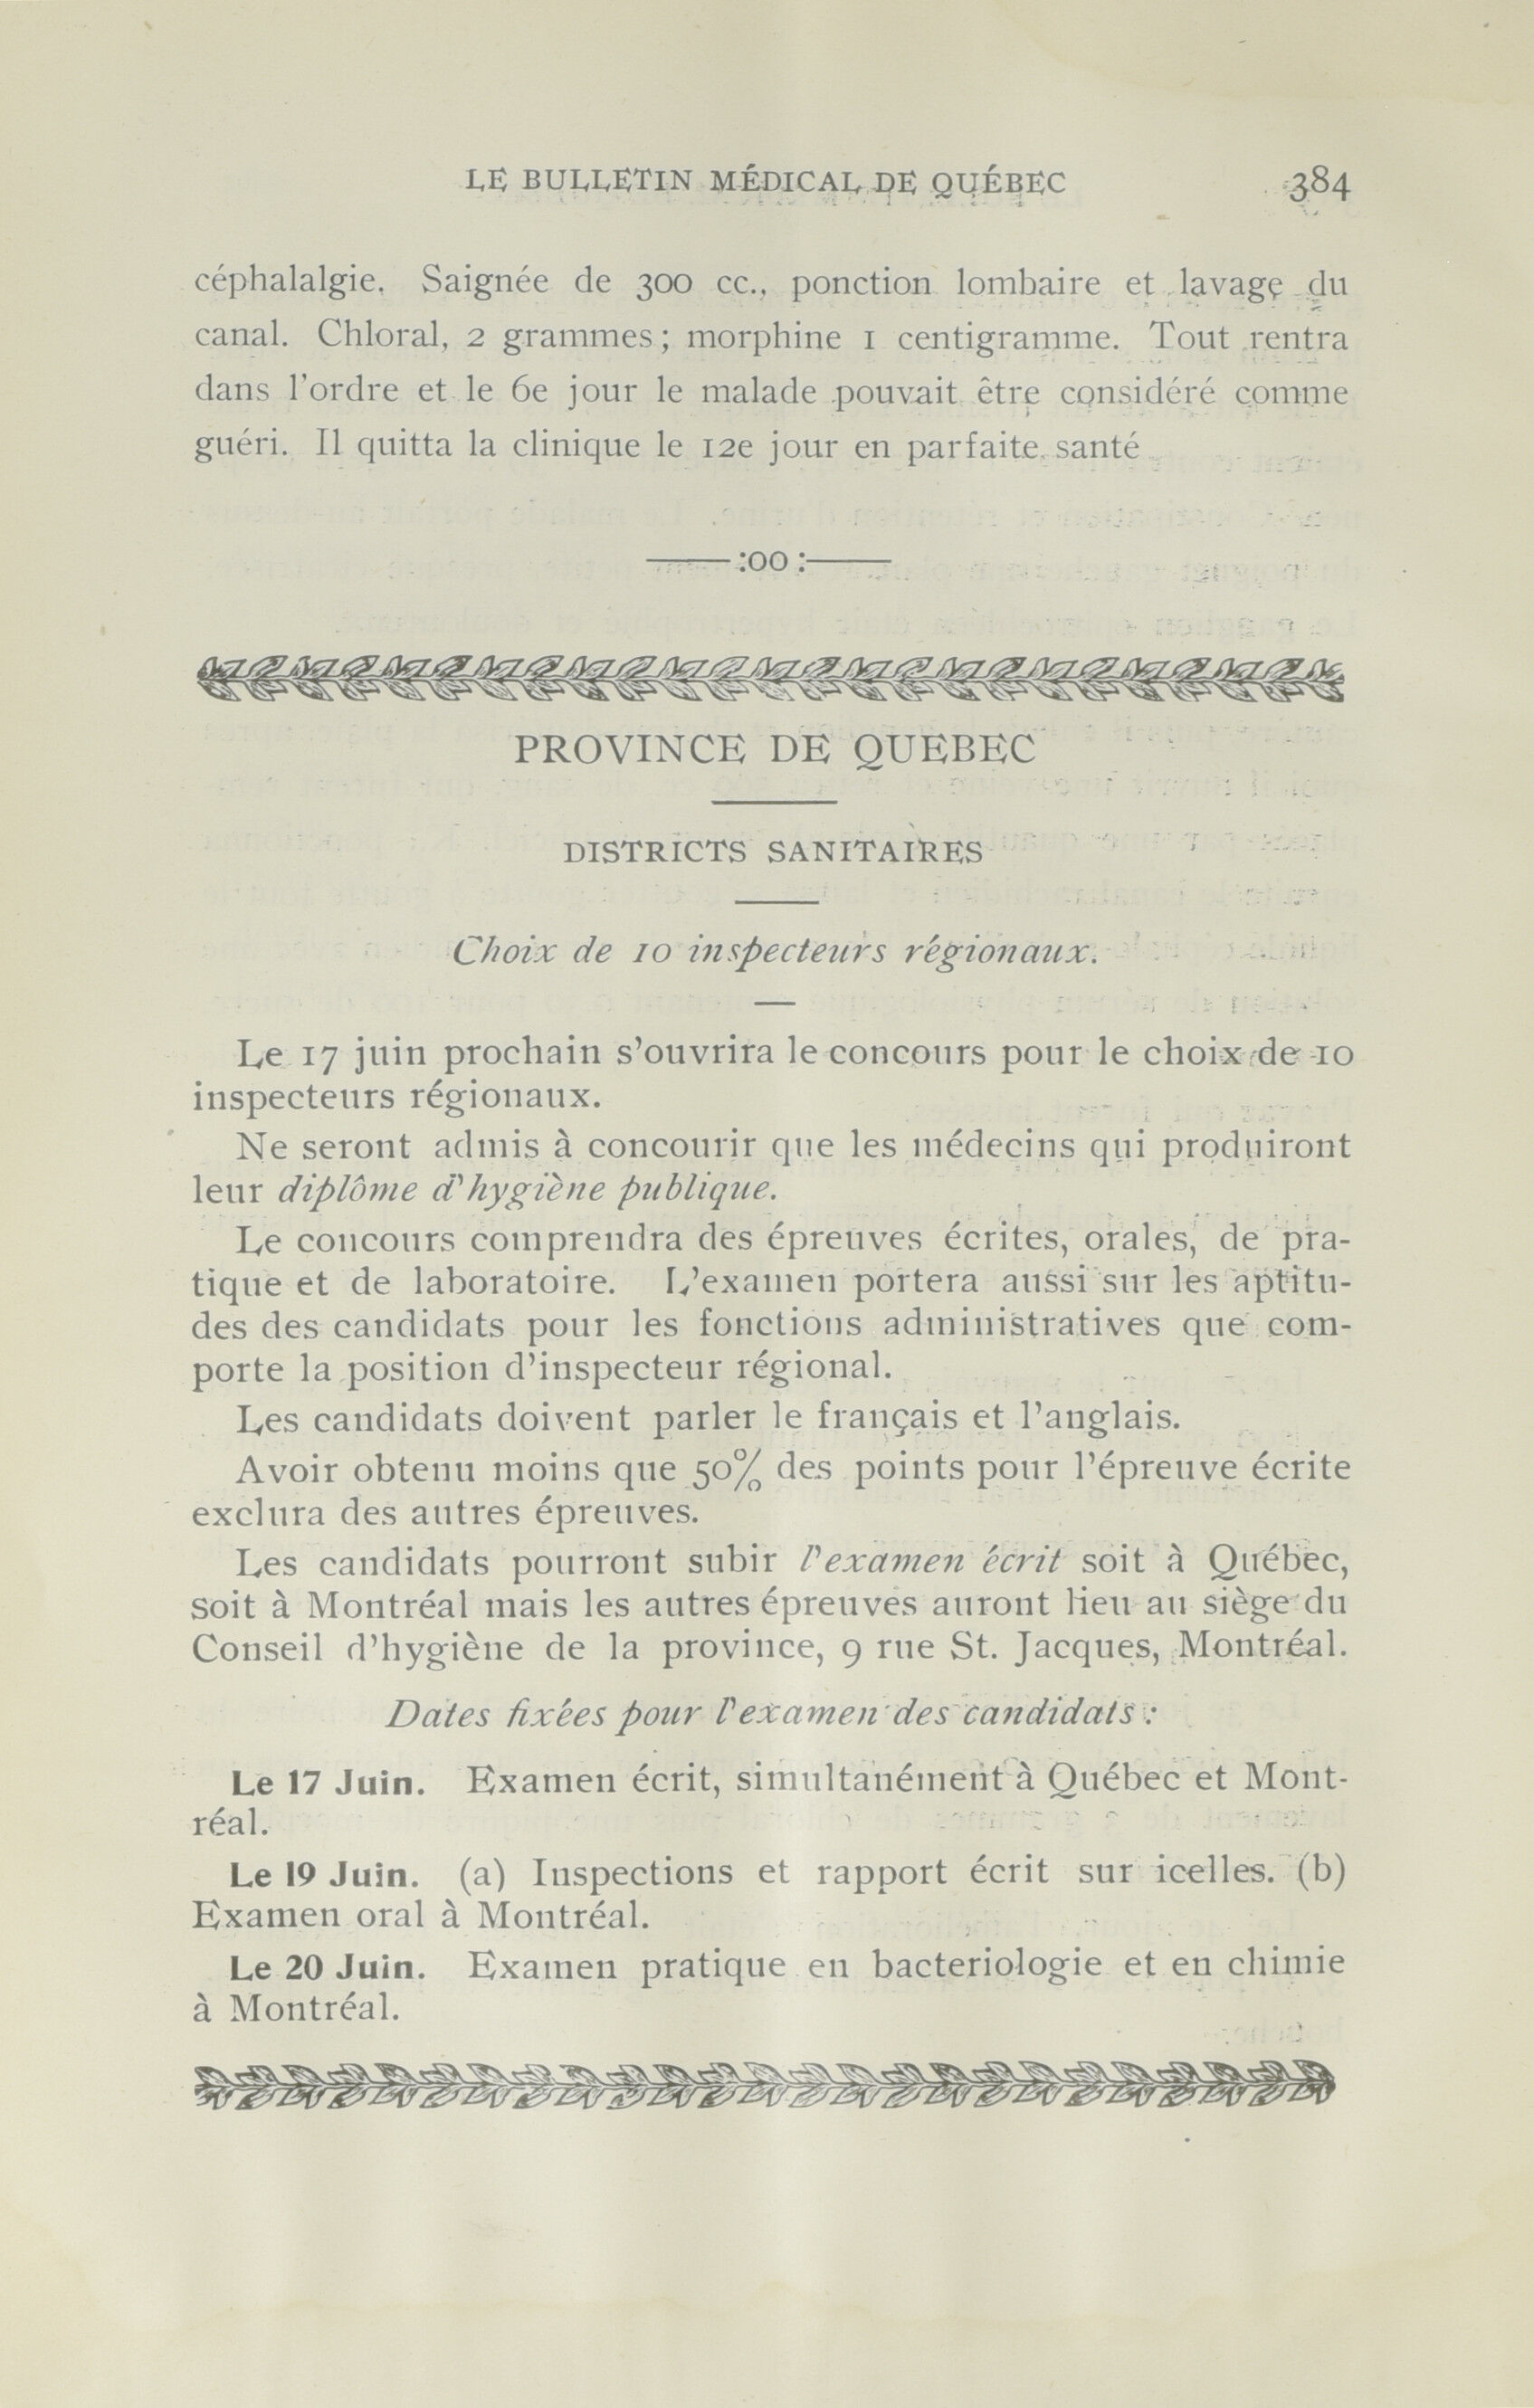 LE BULLETIN MÉDICAL DE QUÉBEC 384
céphalalgie. Saignée de 300 cc., ponction lombaire et lavage du
canal. Chloral, 2 grammes; morphine 1 centigramme. Tout rentra
dans l'ordre et le 6e jour le malade pouvait être considéré comme
guéri. Il quitta la clinique le 12e jour en parfaite santé
——:oo:——
PROVINCE DE QUEBEC
DISTRICTS SANITAIRES
Choix de 10 inspecteurs régionaux.
Le 17 juin prochain s'ouvrira le concours pour le choix de 10
inspecteurs régionaux.
Ne seront admis à concourir que les médecins qui produiront
leur diplôme d'hygiène publique.
Le concours comprendra des épreuves écrites, orales, de pra-
tique et de laboratoire. L'examen portera aussi sur les aptitu-
des des candidats pour les fonctions administratives que com-
porte la position d'inspecteur régional.
Les candidats doivent parler le français et l'anglais.
Avoir obtenu moins que 50% des points pour l'épreuve écrite
exclura des autres épreuves.
Les candidats pourront subir l'examen écrit soit à Québec,
soit à Montréal mais les autres épreuves auront lieu au siège du
Conseil d'hygiène de la province, 9 rue St. Jacques, Montréal.
Dates fixées pour l'examen des candidats :
Le 17 Juin. Examen écrit, simultanément à Québec et Mont-
réal.
Le 19 Juin. (a) Inspections et rapport écrit sur icelles. (b)
Examen oral à Montréal.
Le 20 Juin. Examen pratique en bacteriologie et en chimie
à Montréal.